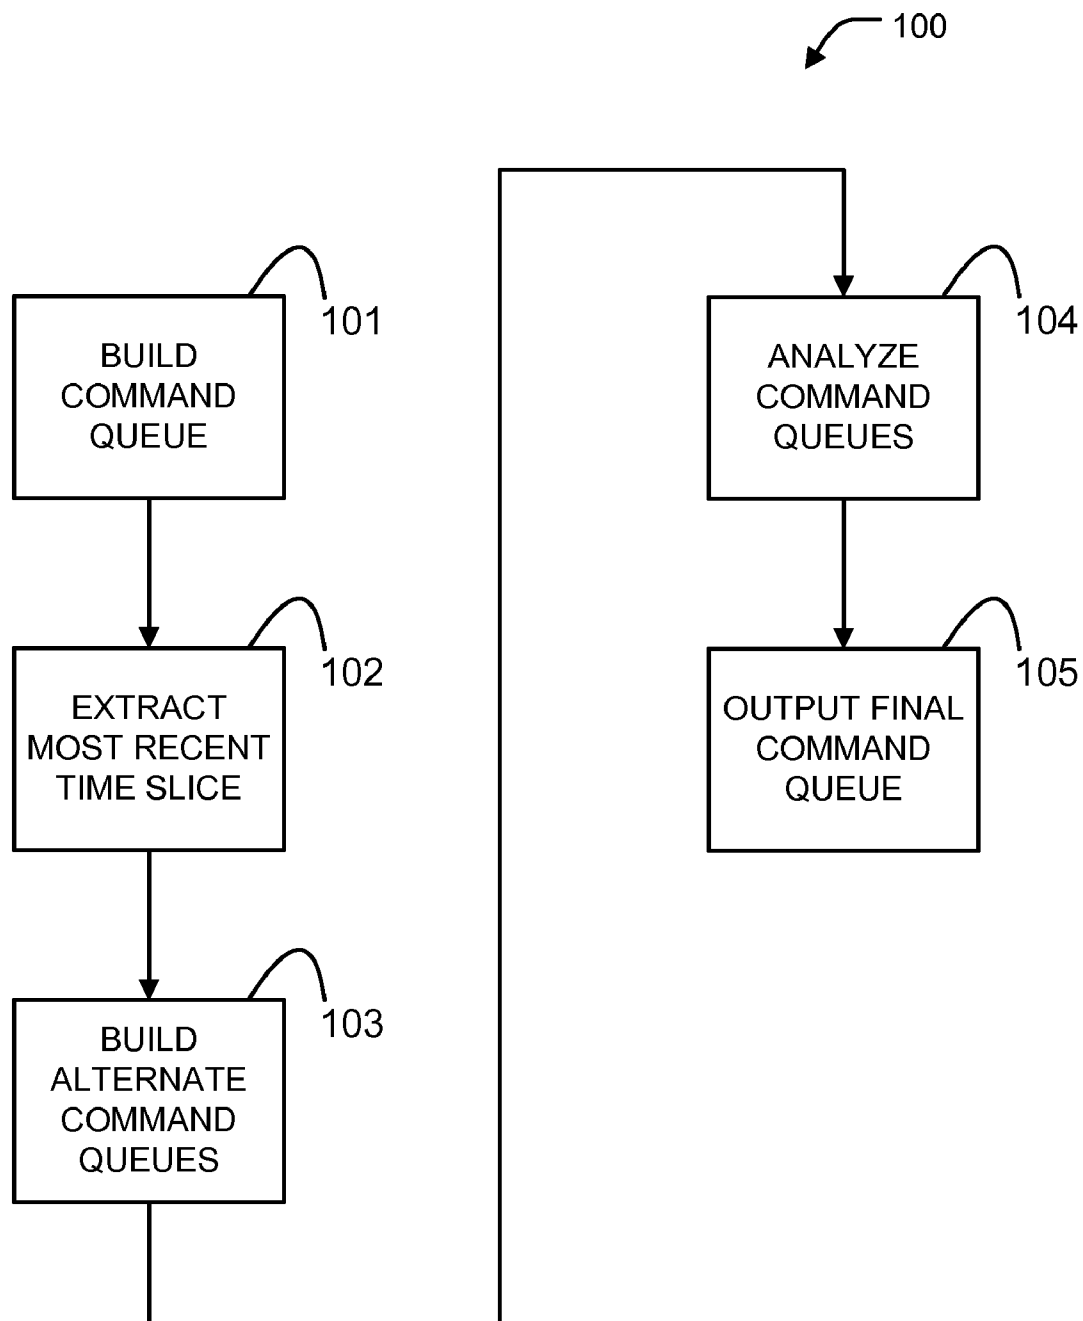 100
101
BUILD
COMMAND
QUEUE
102
EXTRACT
MOST RECENT
TIME SLICE
103
BUILD
ALTERNATE
COMMAND
QUEUES
104
ANALYZE
COMMAND
QUEUES
105
OUTPUT FINAL
COMMAND
QUEUE